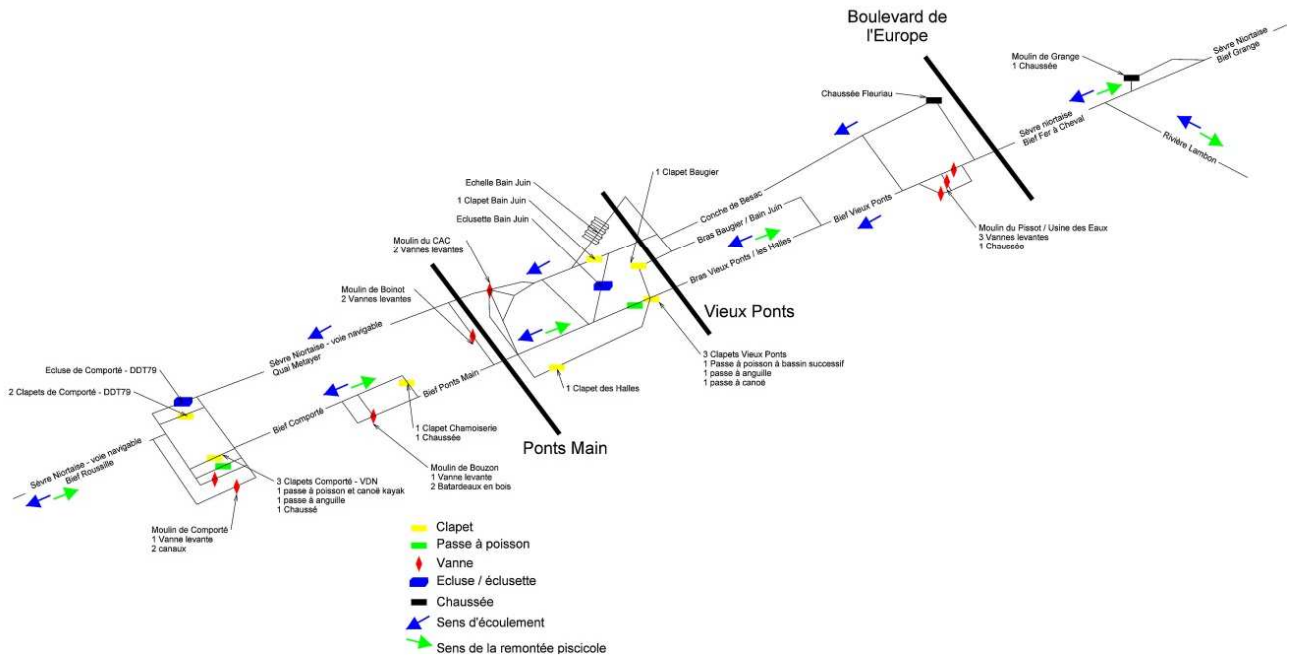 Boulevard de
l'Europe
Sèvre Niortaise
Bief Grange
Moulin de Grange
1 Chaussée
Chaussée Fleuriau
Sèvre niortaise
Bief Fer à Cheval
Rivière Lambon
1 Clapet Baugier
Echelle Bain Juin
1 Clapet Bain Juin
Eclusette Bain Juin
Conche de Besac
Bras Baugier / Bain Juin
Bief Vieux Ponts
Bras Vieux Ponts / les Halles
Moulin du Pissot / Usine des Eaux
3 Vannes levantes
1 Chaussée
Moulin du CAC
2 Vannes levantes
Moulin de Boinot
2 Vannes levantes
Vieux Ponts
3 Clapets Vieux Ponts
1 Passe à poisson à bassin successif
1 passe à anguille
1 passe à canoë
Sèvre Niortaise - voie navigable
Quai Metayer
1 Clapet des Halles
Ecluse de Comporté - DDT79
2 Clapets de Comporté - DDT79
Bief Ponts Main
Bief Comporté
1 Clapet Chamoiserie
1 Chaussée
Ponts Main
Sèvre Niortaise - voie navigable
Bief Roussille
Moulin de Bouzon
1 Vanne levante
2 Batardeaux en bois
3 Clapets Comporté - VDN
1 passe à poisson et canoë kayak
1 passe à anguille
1 Chaussé
Moulin de Comporté
1 Vanne levante
2 canaux
Clapet
Passe à poisson
Vanne
Ecluse / éclusette
Chaussée
Sens d'écoulement
Sens de la remontée piscicole